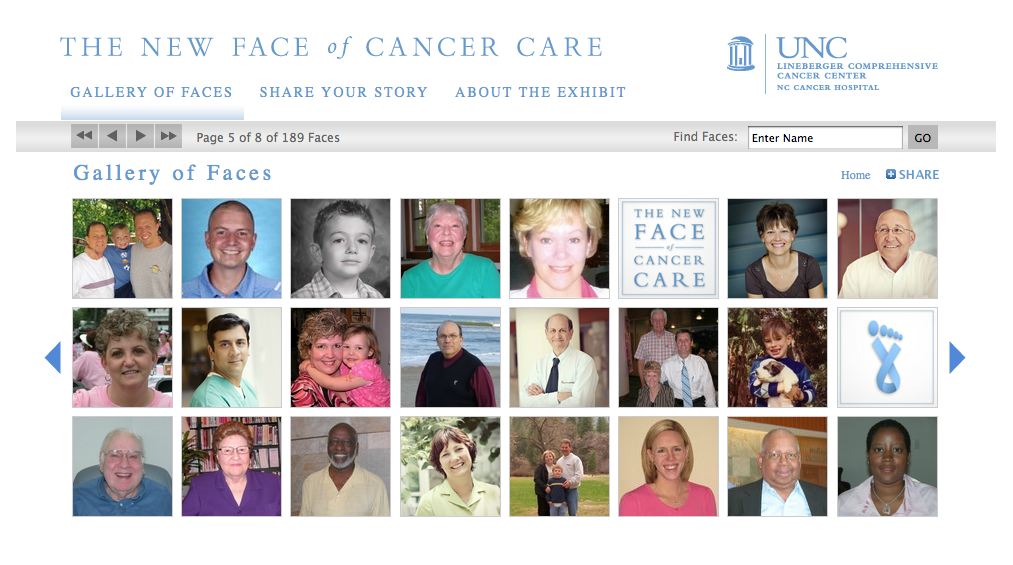 THE NEW FACE of CANCER CARE
UNC
LINEBERGER COMPREHENSIVE
CANCER CENTER
NC CANCER HOSPITAL
GALLERY OF FACES
SHARE YOUR STORY
ABOUT THE EXHIBIT
Page 5 of 8 of 189 Faces
Find Faces:
Enter Name
GO
Gallery of Faces
Home
SHARE
THE NEW
FACE
of
CANCER
CARE